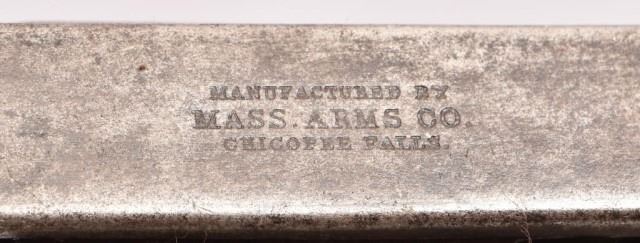 MANUFACTURED BY
MASS. ARMS CO.
CHICOPEE FALLS.